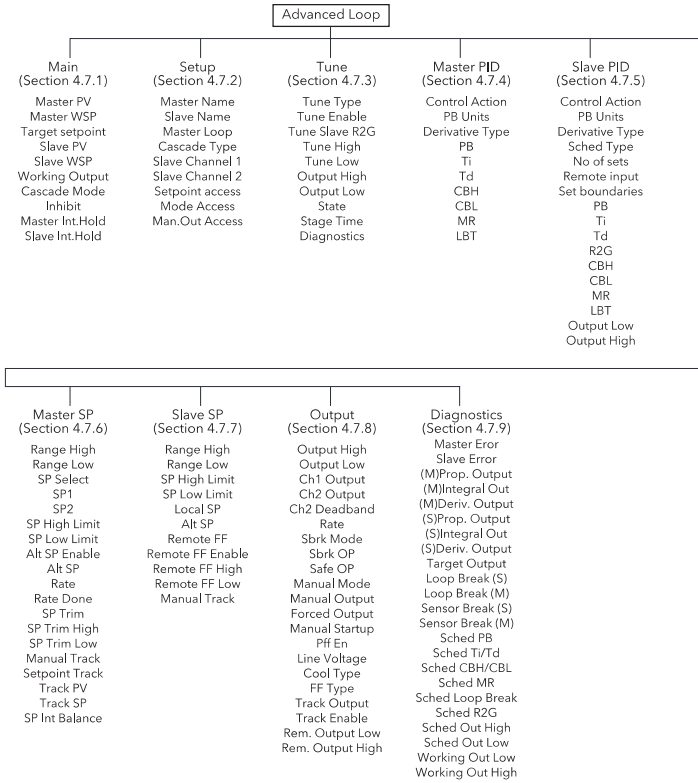 Advanced Loop
Main
(Section 4.7.1)
Master PV
Master WSP
Target setpoint
Slave PV
Slave WSP
Working Output
Cascade Mode
Inhibit
Master Int.Hold
Slave Int.Hold
Setup
(Section 4.7.2)
Master Name
Slave Name
Master Loop
Cascade Type
Slave Channel 1
Slave Channel 2
Setpoint access
Mode Access
Man.Out Access
Tune
(Section 4.7.3)
Tune Type
Tune Enable
Tune Slave R2G
Tune High
Tune Low
Output High
Output Low
State
Stage Time
Diagnostics
Master PID
(Section 4.7.4)
Control Action
PB Units
Derivative Type
PB
Ti
Td
CBH
CBL
MR
LBT
Slave PID
(Section 4.7.5)
Control Action
PB Units
Derivative Type
Sched Type
No of sets
Remote input
Set boundaries
PB
Ti
Td
R2G
CBH
CBL
MR
LBT
Output Low
Output High
Master SP
(Section 4.7.6)
Range High
Range Low
SP Select
SP1
SP2
SP High Limit
SP Low Limit
Alt SP Enable
Alt SP
Rate
Rate Done
SP Trim
SP Trim High
SP Trim Low
Manual Track
Setpoint Track
Track PV
Track SP
SP Int Balance
Slave SP
(Section 4.7.7)
Range High
Range Low
SP High Limit
SP Low Limit
Local SP
Alt SP
Remote FF
Remote FF Enable
Remote FF High
Remote FF Low
Manual Track
Output
(Section 4.7.8)
Output High
Output Low
Ch1 Output
Ch2 Output
Ch2 Deadband
Rate
Sbrk Mode
Sbrk OP
Safe OP
Manual Mode
Manual Output
Forced Output
Manual Startup
Pff En
Line Voltage
Cool Type
FF Type
Track Output
Track Enable
Rem. Output Low
Rem. Output High
Diagnostics
(Section 4.7.9)
Master Eror
Slave Error
(M)Prop. Output
(M)Integral Out
(M)Deriv. Output
(S)Prop. Output
(S)Integral Out
(S)Deriv. Output
Target Output
Loop Break (S)
Loop Break (M)
Sensor Break (S)
Sensor Break (M)
Sched PB
Sched Ti/Td
Sched CBH/CBL
Sched MR
Sched Loop Break
Sched R2G
Sched Out High
Sched Out Low
Working Out Low
Working Out High